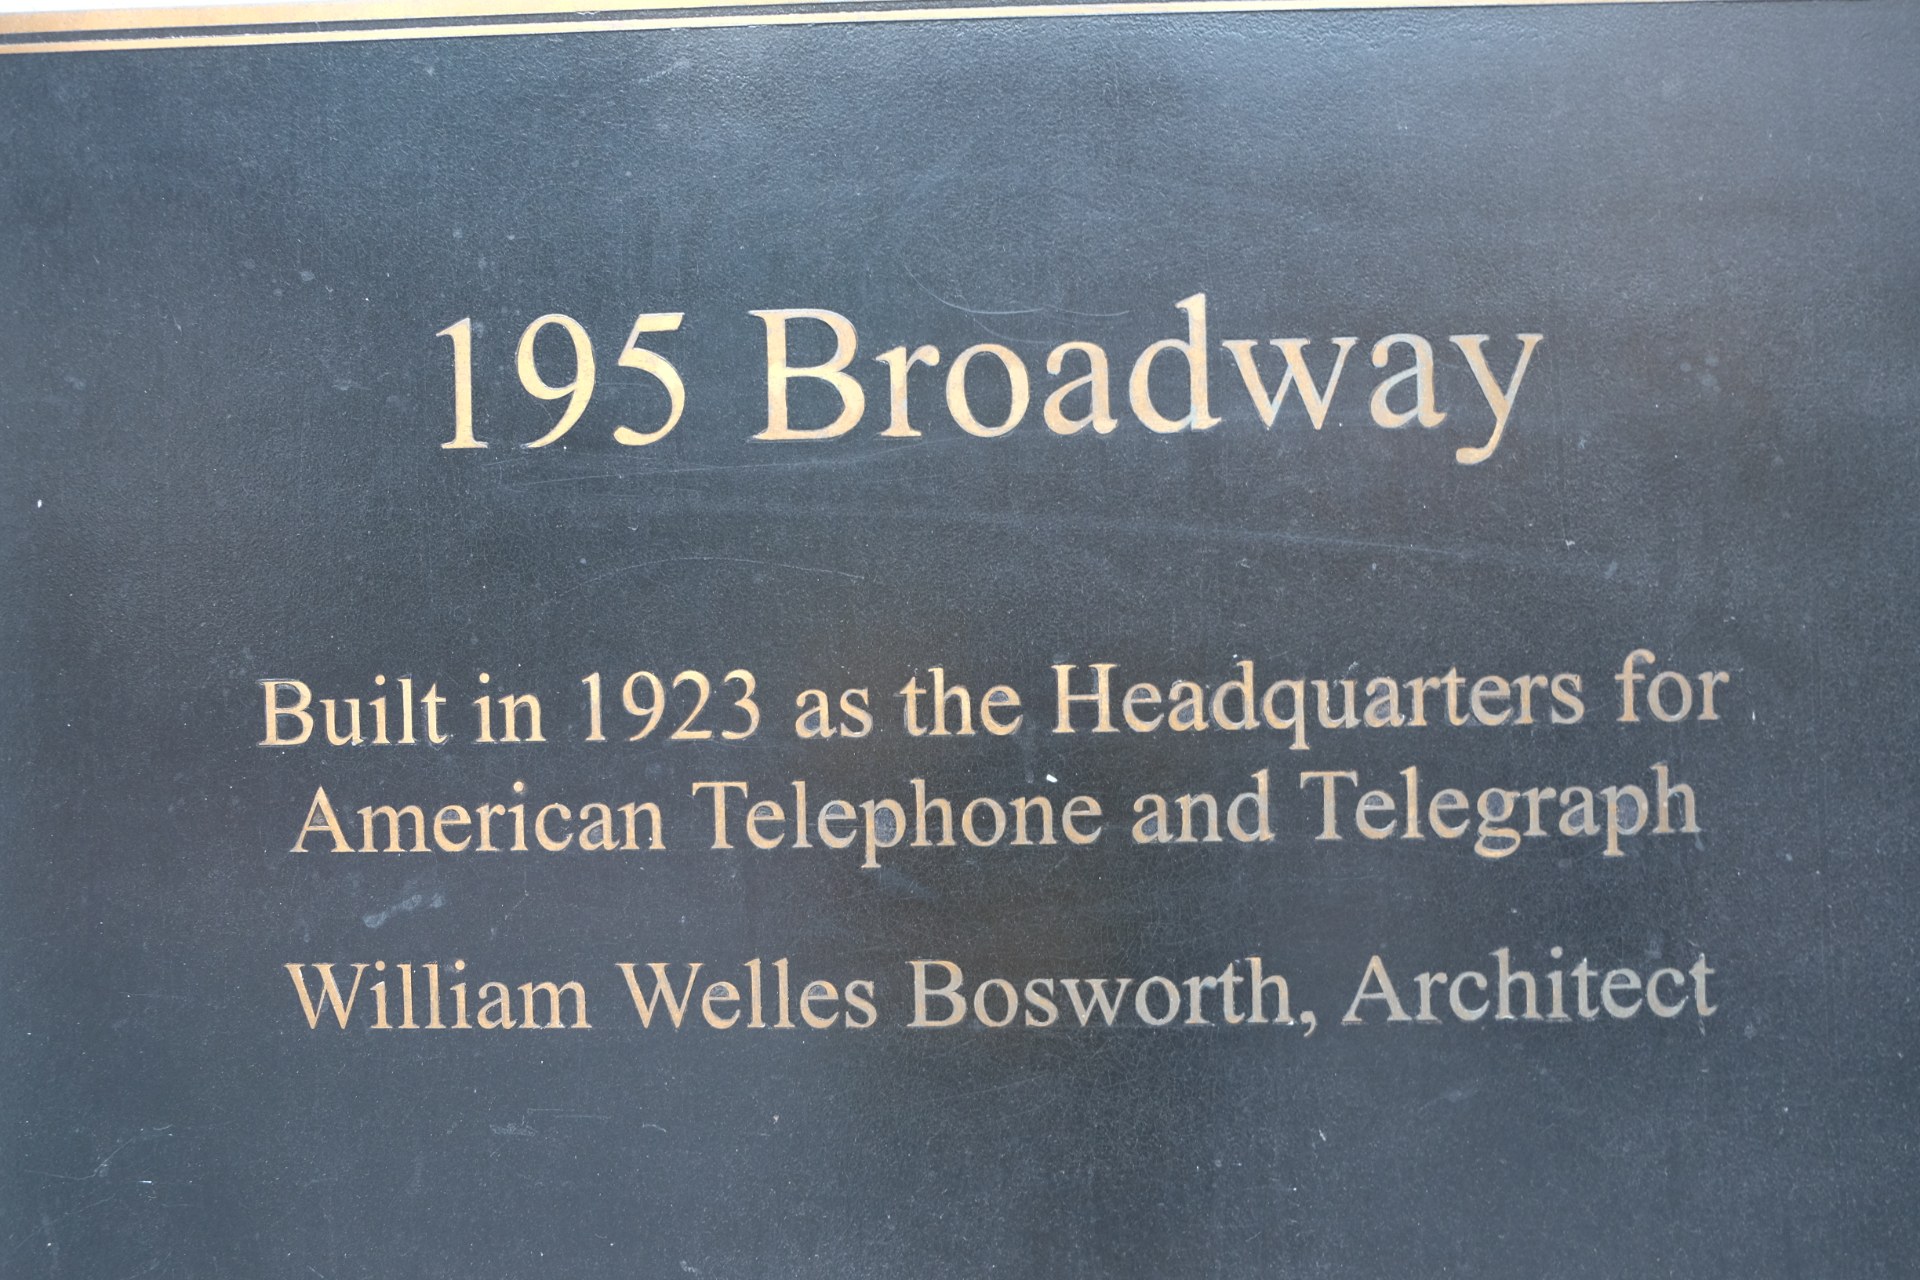 195 Broadway
Built in 1923 as the Headquarters for
American Telephone and Telegraph
William Welles Bosworth, Architect